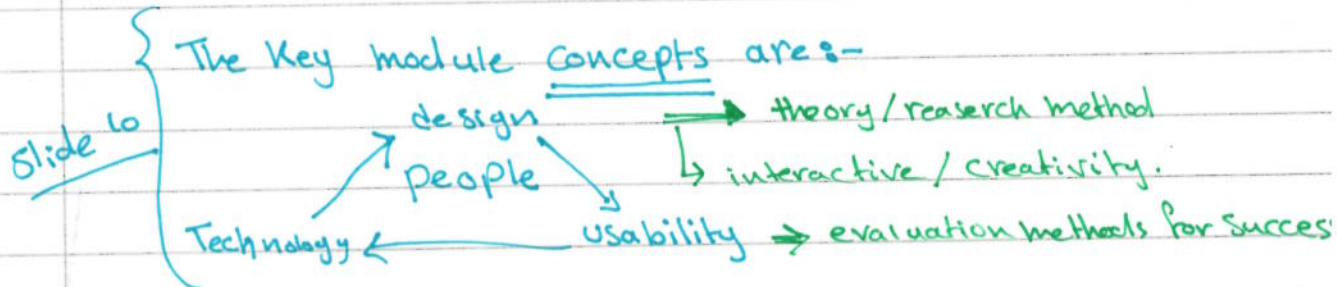 The Key module concepts are:-
design → theory/reaserch method
Slide 10
people ↳ interactive/creativity.
Technology usability → evaluation methods for succes